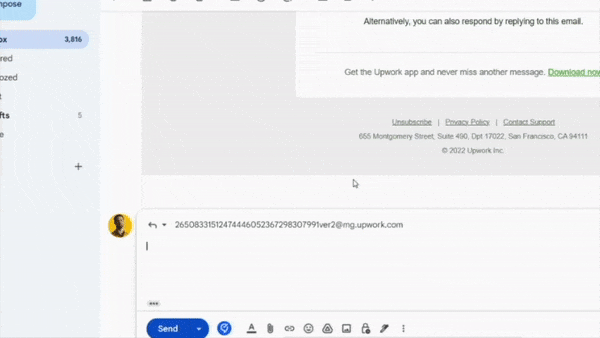 mpose
Alternatively, you can also respond by replying to this email.
ox 3,816
red
Get the Upwork app and never miss another message. Download now
ozed
t
fts 5
Unsubscribe | Privacy Policy | Contact Support
e
655 Montgomery Street, Suite 490, Dpt 17022, San Francisco, CA 94111
© 2022 Upwork Inc.
2650833151247444605236729830799​1ver2@mg.upwork.com
Send
A